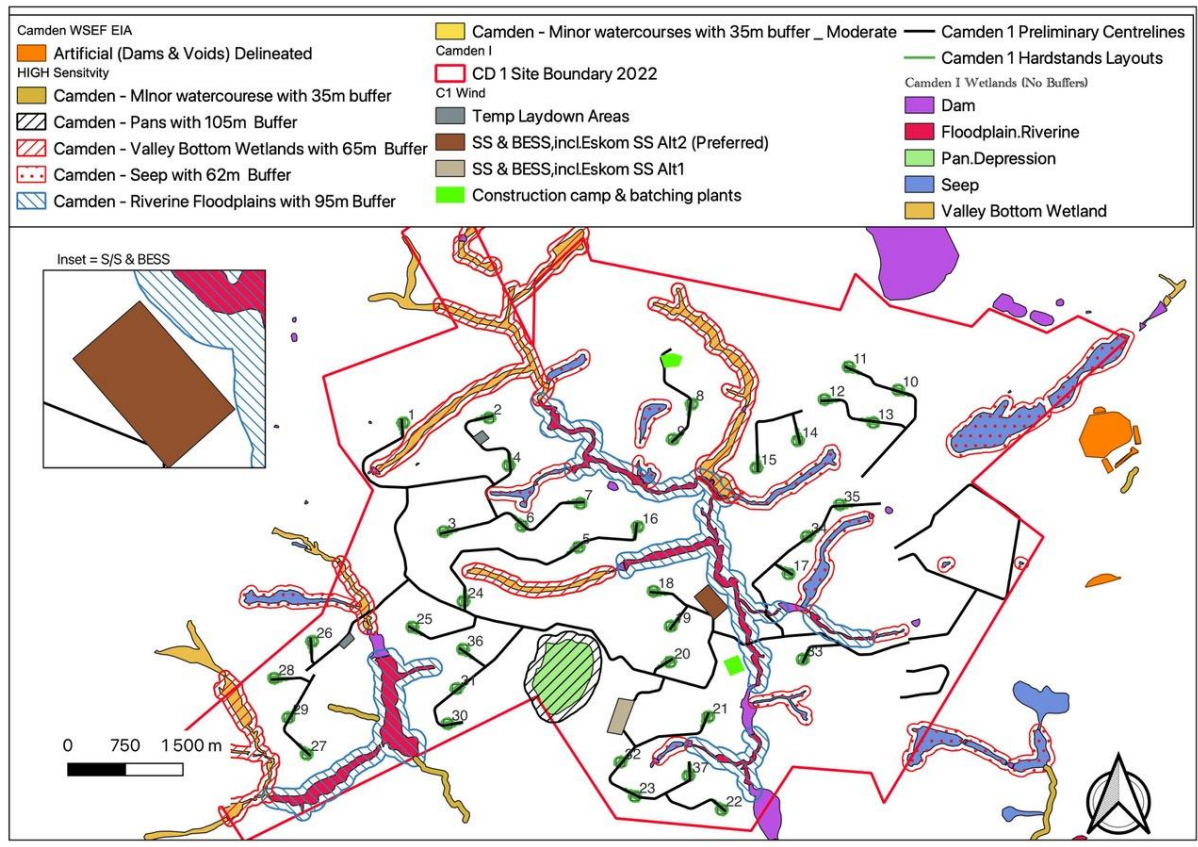 Camden WSEF EIA
Artificial (Dams & Voids) Delineated
HIGH Sensitvity
Camden - MInor watercourese with 35m buffer
Camden - Pans with 105m Buffer
Camden - Valley Bottom Wetlands with 65m Buffer
Camden - Seep with 62m Buffer
Camden - Riverine Floodplains with 95m Buffer
Camden - Minor watercourses with 35m buffer _ Moderate
Camden I
CD 1 Site Boundary 2022
C1 Wind
Temp Laydown Areas
SS & BESS,incl.Eskom SS Alt2 (Preferred)
SS & BESS,incl.Eskom SS Alt1
Construction camp & batching plants
Camden 1 Preliminary Centrelines
Camden 1 Hardstands Layouts
Camden I Wetlands (No Buffers)
Dam
Floodplain.Riverine
Pan.Depression
Seep
Valley Bottom Wetland
Inset = S/S & BESS
11
10
12
13
8
9
14
15
1
2
4
7
6
3
16
5
35
34
17
18
19
24
25
26
36
20
33
28
31
29
30
21
27
32
37
23
22
0 750 1500 m